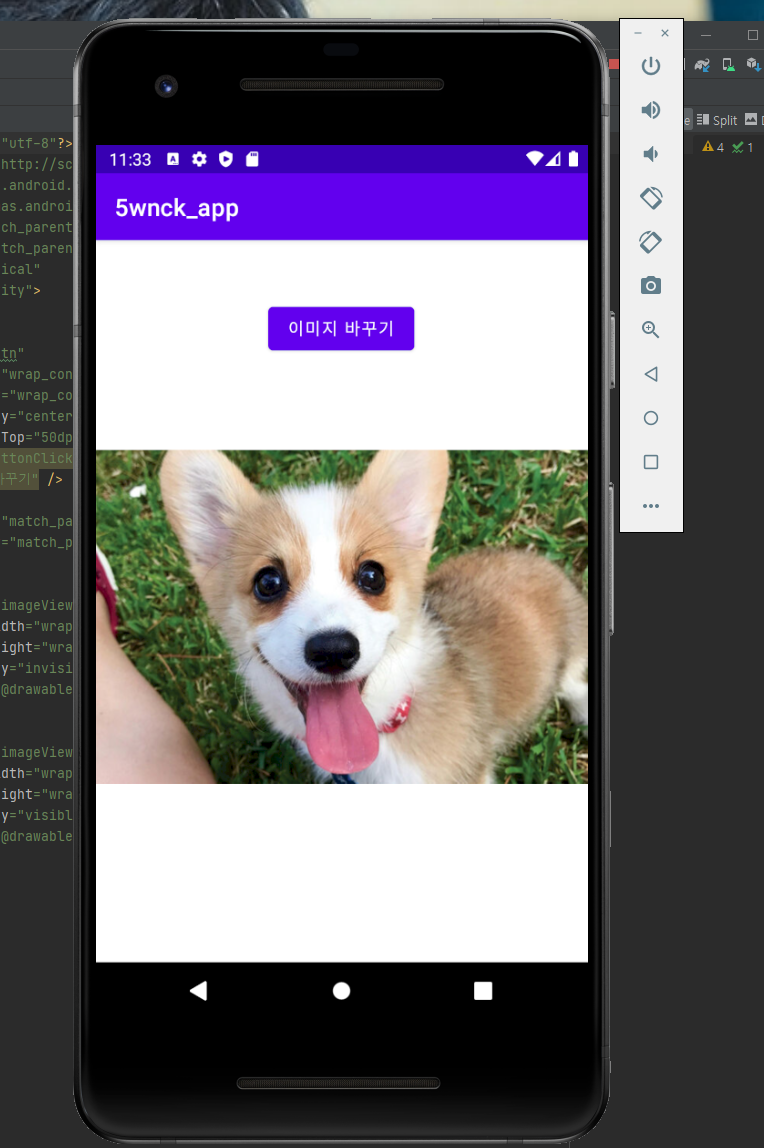 11:33
5wnck_app
이미지 바꾸기
"utf-8"?>
http://sc
.android.
as.androi
ch_parent
tch_paren
ical"
ity">
tn"
"wrap_con
="wrap_co
y="center
Top="50dp
ttonClick
바꾸기" />
"match_pa
="match_p
imageView
dth="wrap
ight="wra
y="invisi
@drawable
imageView
dth="wrap
ight="wra
y="visibl
@drawable
e Split D
4 1